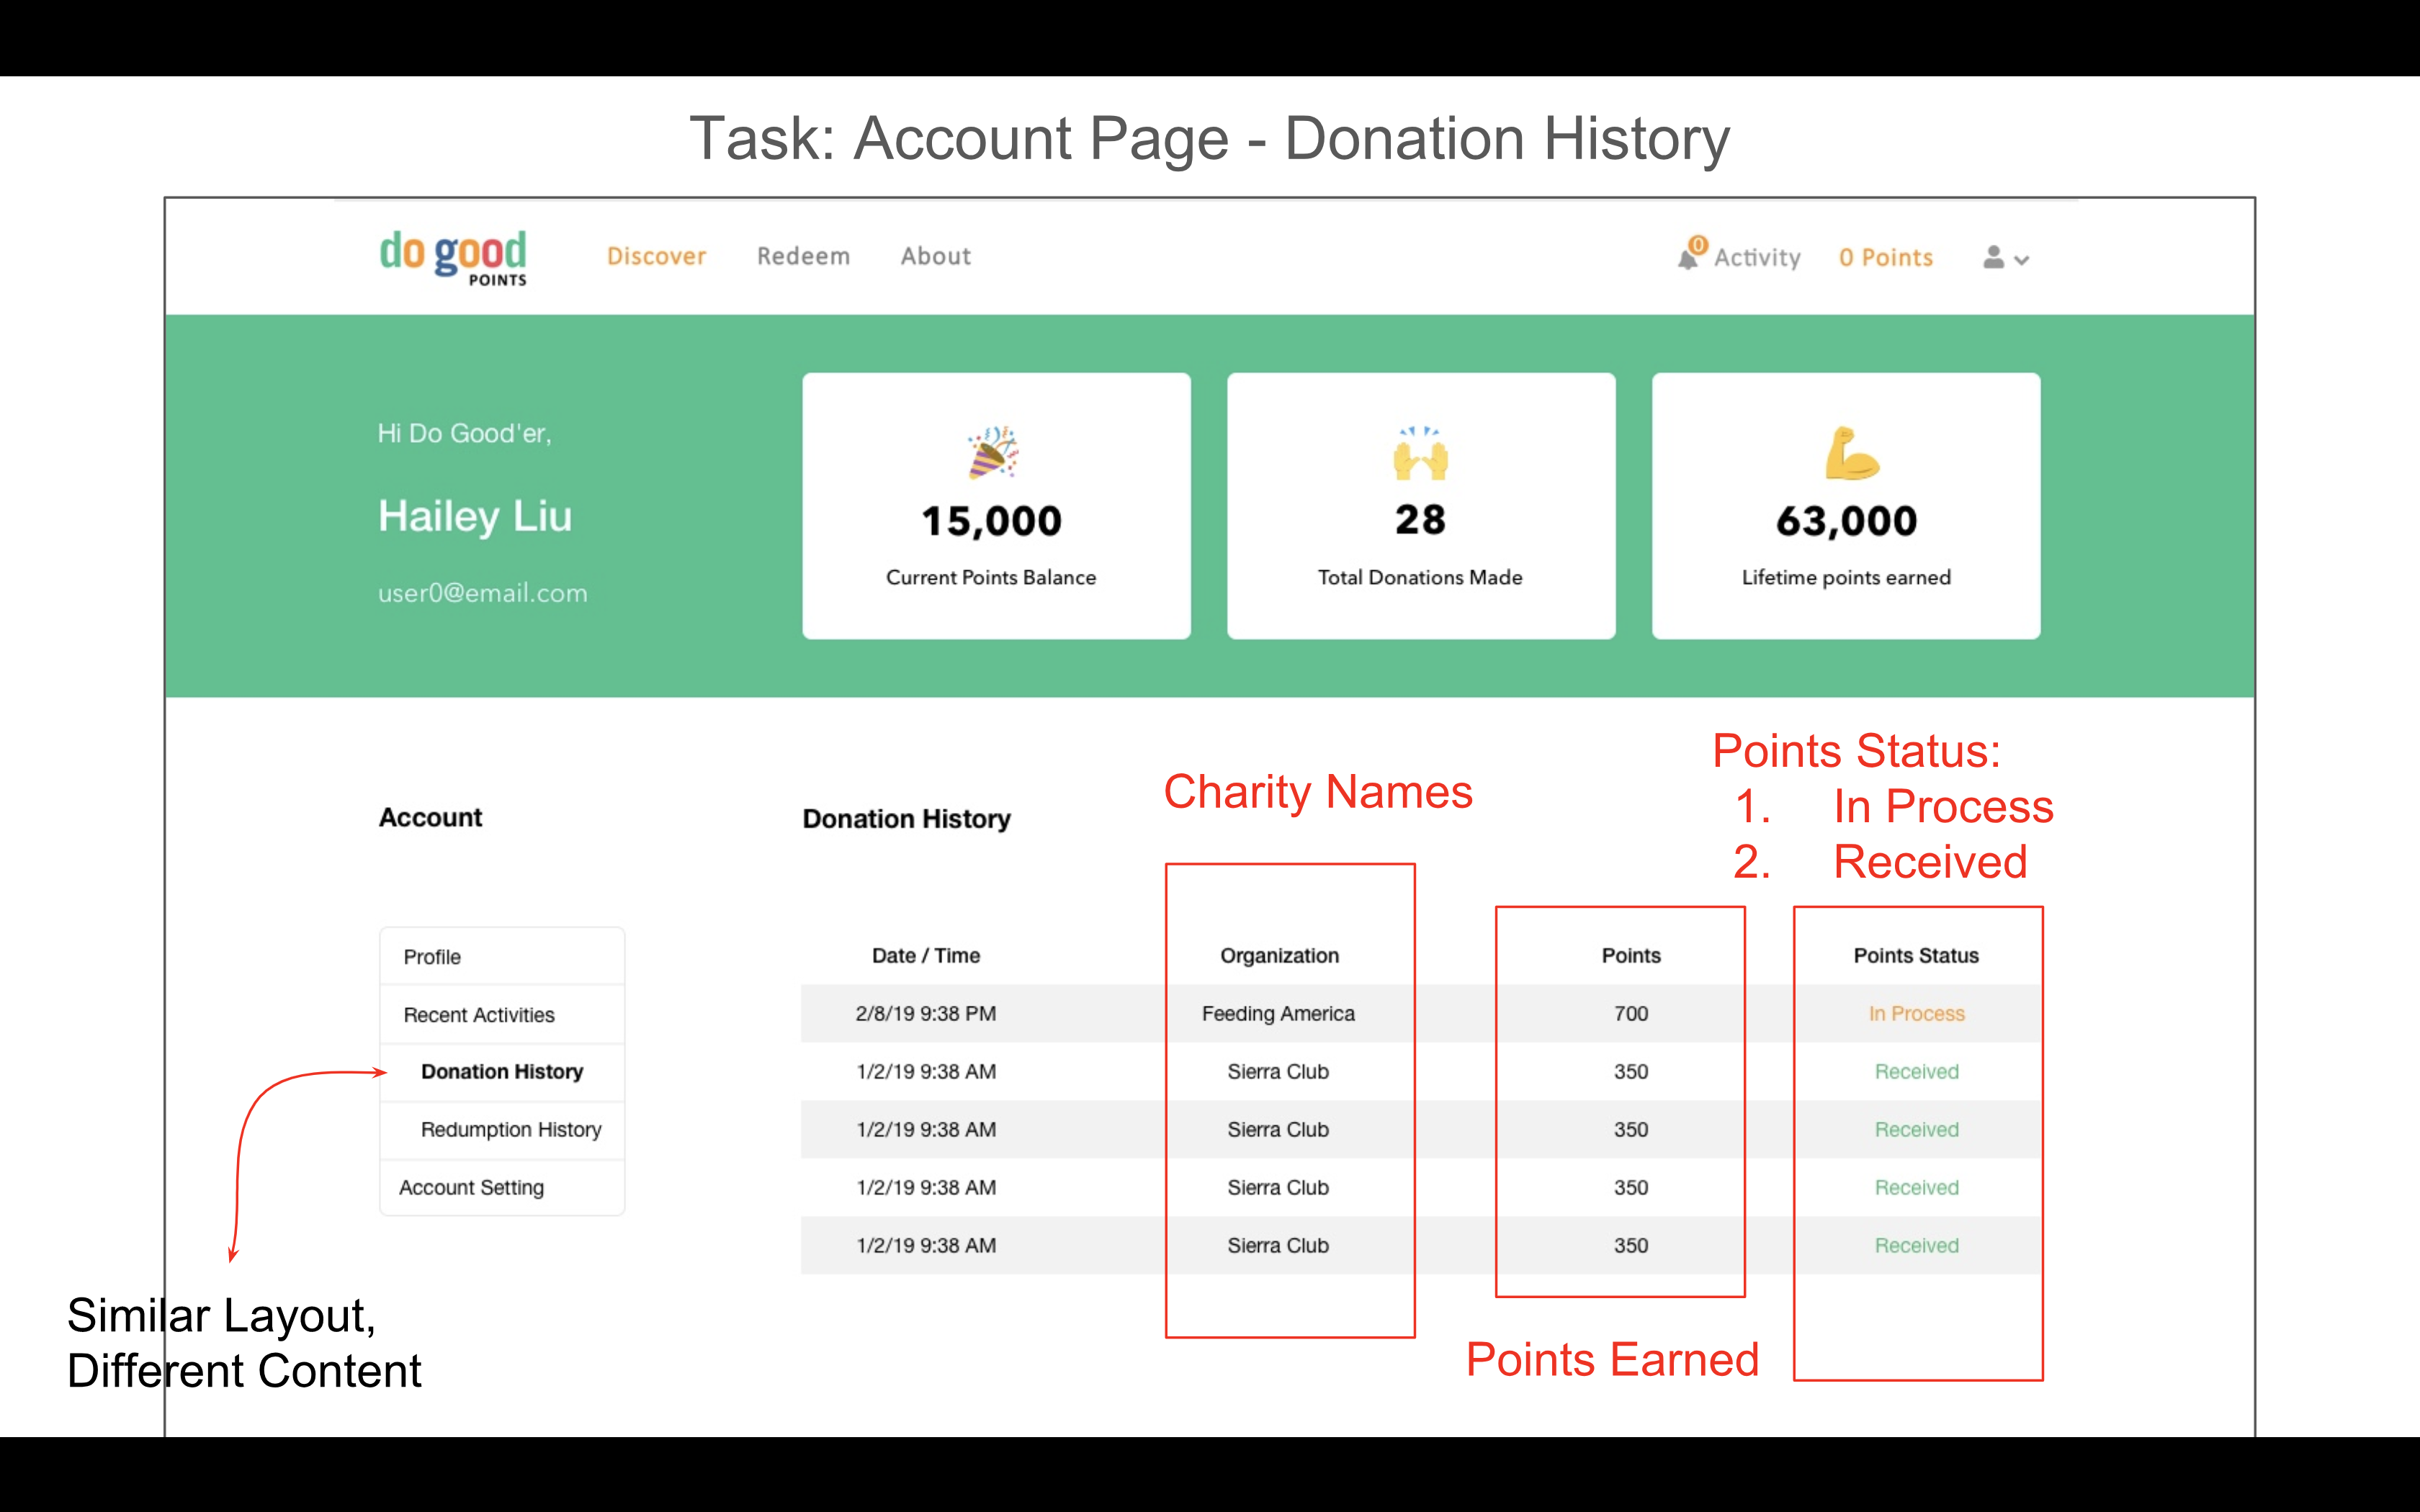 Task: Account Page - Donation History
do good
POINTS
Discover
Redeem
About
0
Activity
0 Points
Hi Do Good'er,
Hailey Liu
user0@email.com
15,000
Current Points Balance
28
Total Donations Made
63,000
Lifetime points earned
Account
Profile
Recent Activities
Donation History
Redumption History
Account Setting
Similar Layout,
Different Content
Donation History
Charity Names
Points Status:
1. In Process
2. Received
Date / Time Organization Points Points Status
2/8/19 9:38 PM Feeding America 700 In Process
1/2/19 9:38 AM Sierra Club 350 Received
1/2/19 9:38 AM Sierra Club 350 Received
1/2/19 9:38 AM Sierra Club 350 Received
1/2/19 9:38 AM Sierra Club 350 Received
Points Earned